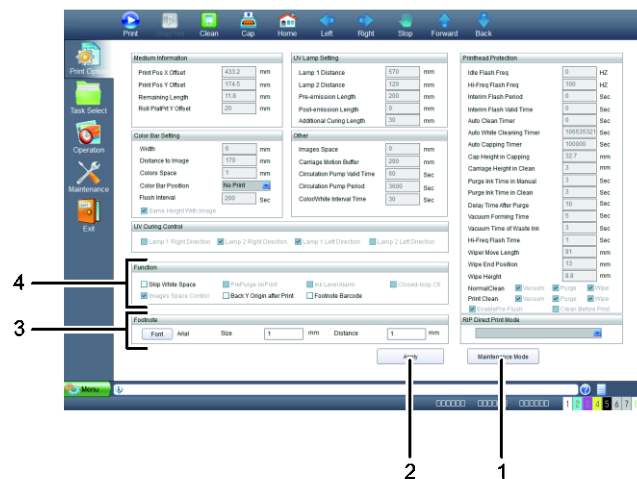 Print StopPrint Clean Cap Home Left Right Stop Forward Back
Print Option
Task Select
Operation
Maintenance
Exit
Medium Information
Print Pos X Offset 433.2 mm
Print Pos Y Offset 174.5 mm
Remaining Length 11.8 mm
Roll PlatPrt Y Offset 20 mm
UV Lamp Setting
Lamp 1 Distance 570 mm
Lamp 2 Distance 120 mm
Pre-emission Length 200 mm
Post-emission Length 0 mm
Additional Curing Length 30 mm
Color Bar Setting
Width 5 mm
Distance to Image 170 mm
Colors Space 1 mm
Color Bar Position No Print
Flush Interval 200 Sec
Same Height With Image
Other
Images Space 0 mm
Carriage Motion Buffer 200 mm
Circulation Pump Valid Time 60 Sec
Circulation Pump Period 3600 Sec
Color/White Interval Time 30 Sec
UV Curing Control
Lamp 1 Right Direction Lamp 2 Right Direction Lamp 1 Left Direction Lamp 2 Left Direction
Function
Skip White Space PrePurge on Print Ink Level Alarm Closed-loop Ctl
Images Space Control Back Y Origin after Print Footnote Barcode
Footnote
Font Arial Size 1 mm Distance 1 mm
Printhead Protection
Idle Flash Freq 0 HZ
Hi-Freq Flash Freq 100 HZ
Interim Flash Period 0 Sec
Interim Flash Valid Time 0 Sec
Auto Clean Timer 0 Sec
Auto White Cleaning Timer 106535321 Sec
Auto Capping Timer 100000 Sec
Cap Height in Capping 32.7 mm
Carriage Height in Clean 3 mm
Purge Ink Time in Manual 3 Sec
Purge Ink Time in Clean 3 Sec
Delay Time After Purge 10 Sec
Vacuum Forming Time 5 Sec
Vacuum Time of Waste Ink 3 Sec
Hi-Freq Flash Time 1 Sec
Wiper Move Length 91 mm
Wipe End Position 13 mm
Wipe Height 9.8 mm
NormalClean Vacuum Purge Wipe
Print Clean Vacuum Purge Wipe
EnablePre-Flush Clean Before Print
RIP Direct Print Mode
Apply Maintenance Mode
Menu
1 2 4 5 6 7
4
3
2
1